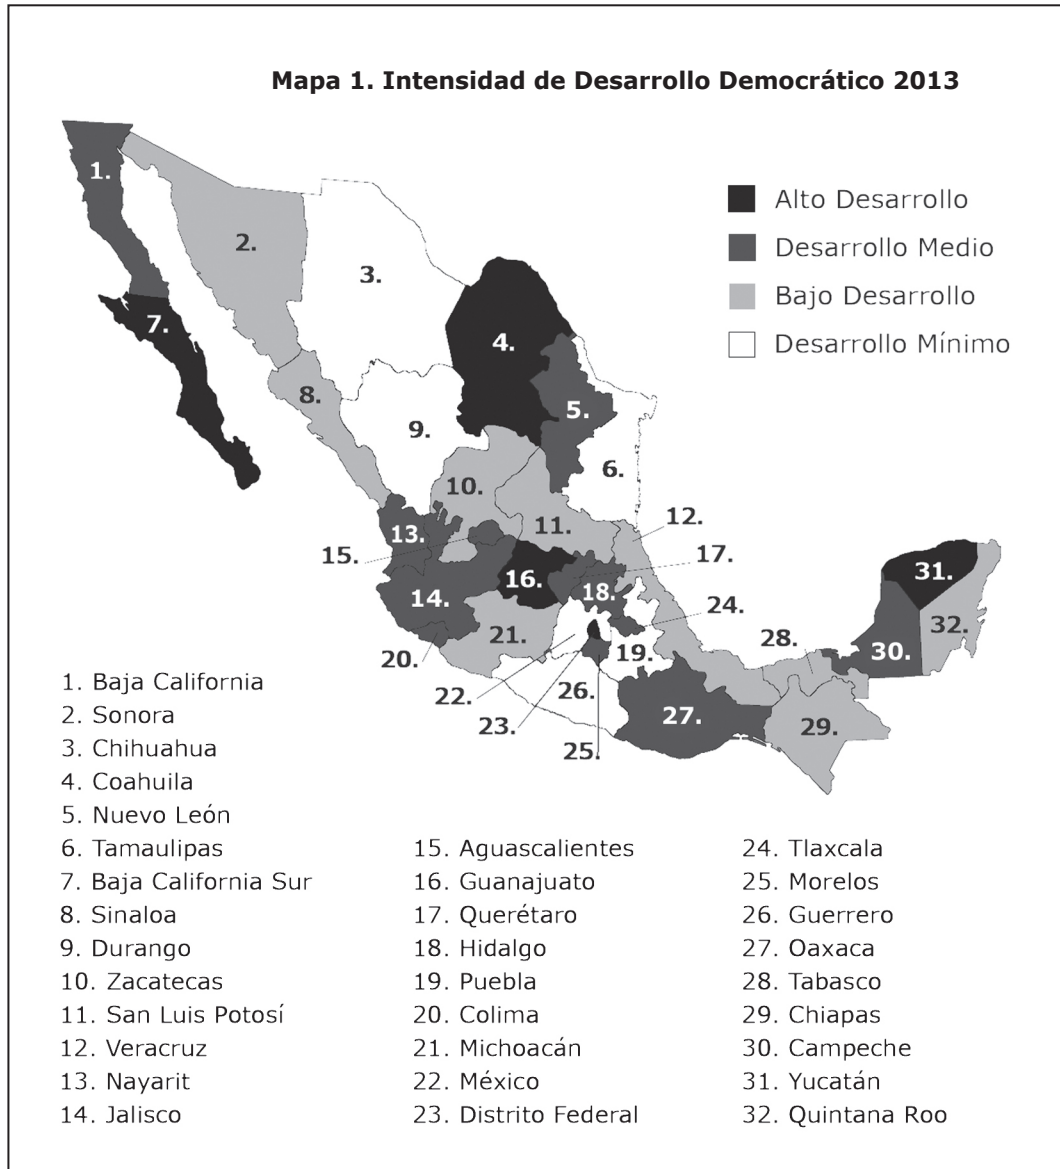 Mapa 1. Intensidad de Desarrollo Democrático 2013
Alto Desarrollo
Desarrollo Medio
Bajo Desarrollo
Desarrollo Mínimo
1.
2.
3.
4.
5.
6.
7.
8.
9.
10.
11.
12.
13.
14.
15.
16.
17.
18.
19.
20.
21.
22.
23.
24.
25.
26.
27.
28.
29.
30.
31.
32.
1. Baja California
2. Sonora
3. Chihuahua
4. Coahuila
5. Nuevo León
6. Tamaulipas
7. Baja California Sur
8. Sinaloa
9. Durango
10. Zacatecas
11. San Luis Potosí
12. Veracruz
13. Nayarit
14. Jalisco
15. Aguascalientes
16. Guanajuato
17. Querétaro
18. Hidalgo
19. Puebla
20. Colima
21. Michoacán
22. México
23. Distrito Federal
24. Tlaxcala
25. Morelos
26. Guerrero
27. Oaxaca
28. Tabasco
29. Chiapas
30. Campeche
31. Yucatán
32. Quintana Roo